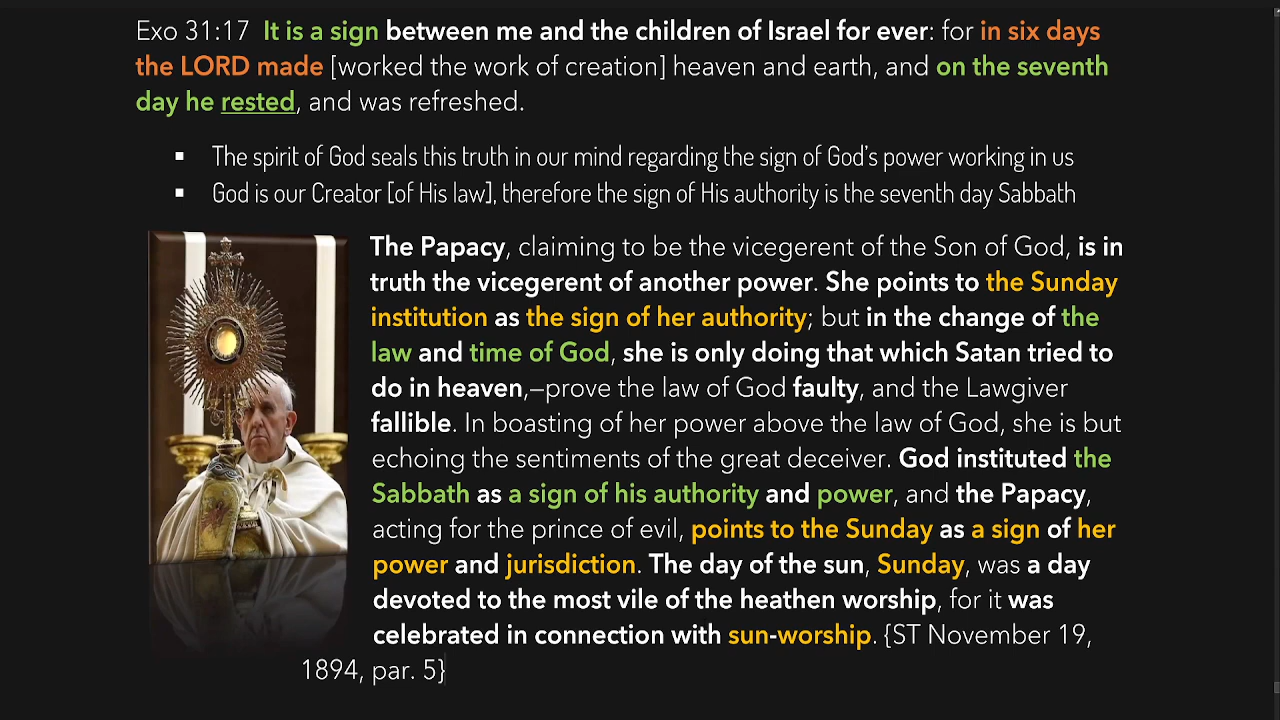 Exo 31:17 It is a sign between me and the children of Israel for ever: for in six days
the LORD made [worked the work of creation] heaven and earth, and on the seventh
day he rested, and was refreshed.
▪ The spirit of God seals this truth in our mind regarding the sign of God's power working in us
▪ God is our Creator [of His law], therefore the sign of His authority is the seventh day Sabbath
The Papacy, claiming to be the vicegerent of the Son of God, is in
truth the vicegerent of another power. She points to the Sunday
institution as the sign of her authority; but in the change of the
law and time of God, she is only doing that which Satan tried to
do in heaven,—prove the law of God faulty, and the Lawgiver
fallible. In boasting of her power above the law of God, she is but
echoing the sentiments of the great deceiver. God instituted the
Sabbath as a sign of his authority and power, and the Papacy,
acting for the prince of evil, points to the Sunday as a sign of her
power and jurisdiction. The day of the sun, Sunday, was a day
devoted to the most vile of the heathen worship, for it was
celebrated in connection with sun-worship. {ST November 19,
1894, par. 5}